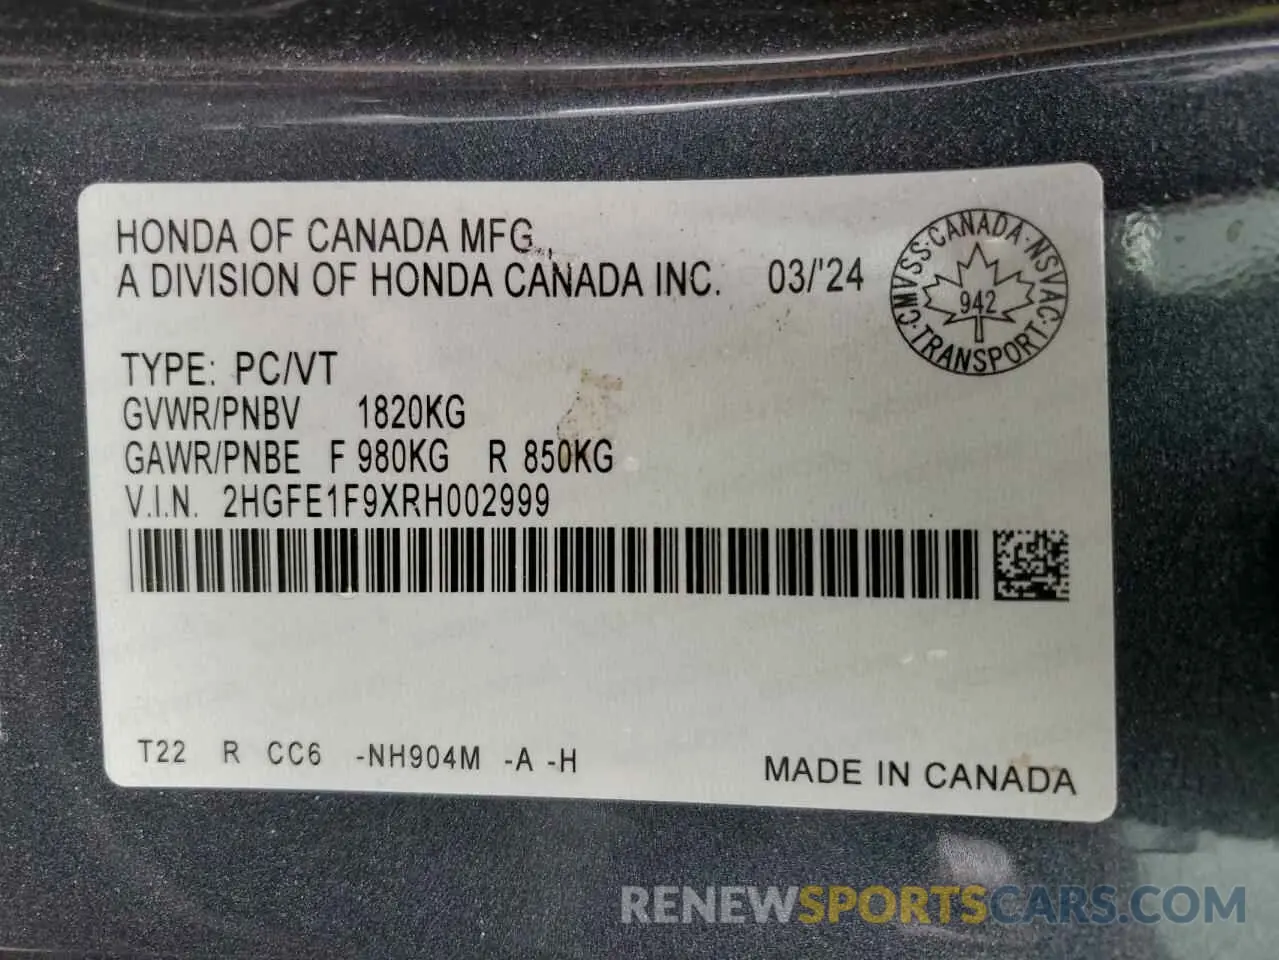 HONDA OF CANADA MFG.,
A DIVISION OF HONDA CANADA INC. 03/'24
CMVSS·CANADA·NSVAC·TRANSPORT·
942
TYPE: PC/VT
GVWR/PNBV 1820KG
GAWR/PNBE F 980KG R 850KG
V.I.N. 2HGFE1F9XRH002999
T22 R CC6 -NH904M -A -H
MADE IN CANADA
RENEWSPORTSCARS.COM